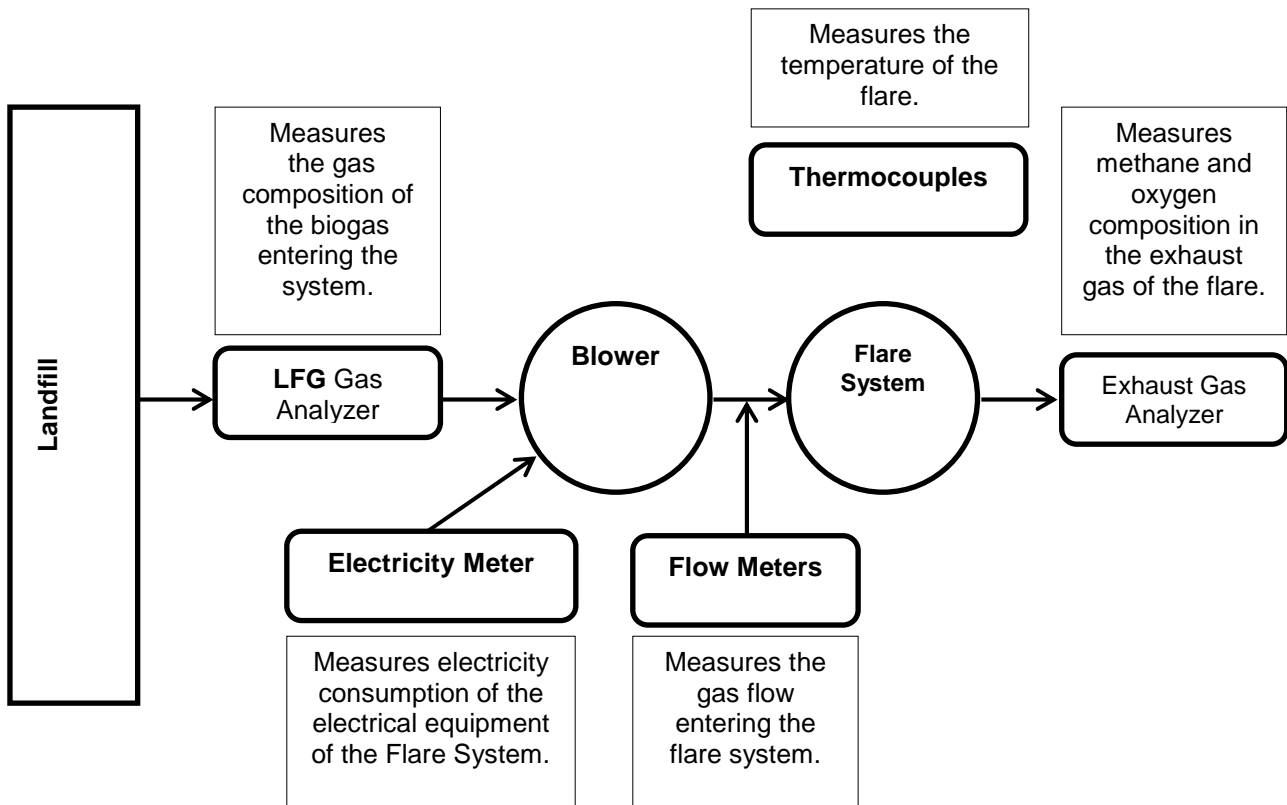 Measures the
temperature of the
flare.
Thermocouples
Measures
the gas
composition of
the biogas
entering the
system.
Measures
methane and
oxygen
composition in
the exhaust
gas of the flare.
Landfill
LFG Gas
Analyzer
Blower
Flare
System
Exhaust Gas
Analyzer
Electricity Meter
Flow Meters
Measures electricity
consumption of the
electrical equipment
of the Flare System.
Measures the
gas flow
entering the
flare system.